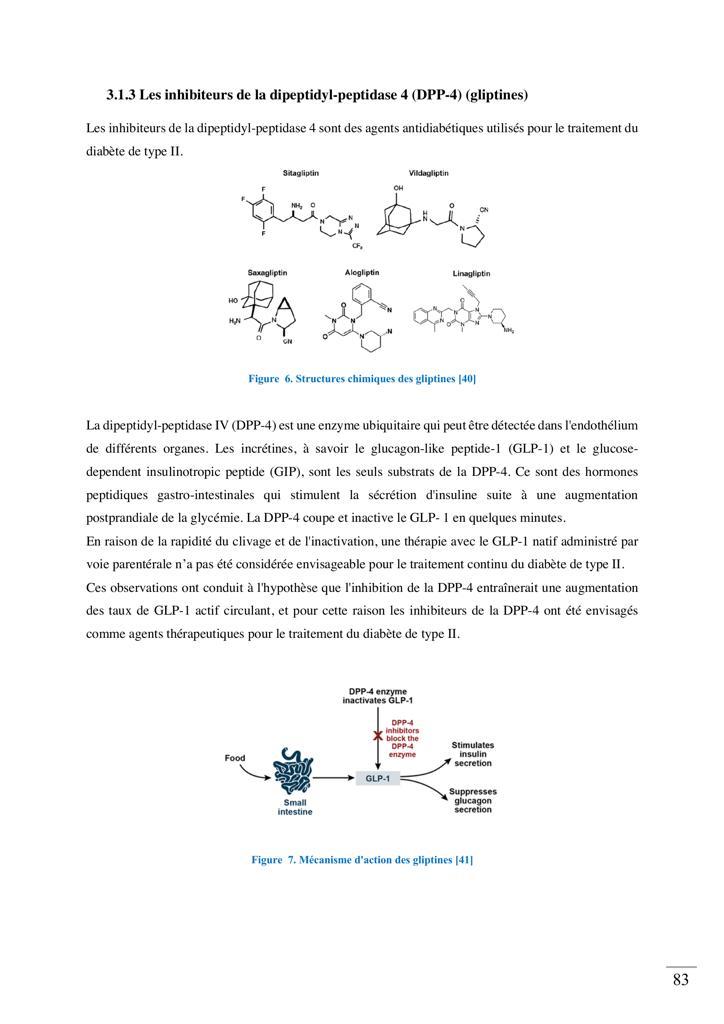 3.1.3 Les inhibiteurs de la dipeptidyl-peptidase 4 (DPP-4) (gliptines)
Les inhibiteurs de la dipeptidyl-peptidase 4 sont des agents antidiabétiques utilisés pour le traitement du
diabète de type II.
Sitagliptin
Vildagliptin
F
F
F
NH2
O
N
N
N
N
CF3
OH
H
N
O
N
CN
Saxagliptin
Alogliptin
Linagliptin
HO
H2N
O
N
CN
O
N
N
O
N
N
N
N
N
O
N
O
N
N
N
N
NH2
Figure 6. Structures chimiques des gliptines [40]
La dipeptidyl-peptidase IV (DPP-4) est une enzyme ubiquitaire qui peut être détectée dans l'endothélium
de différents organes. Les incrétines, à savoir le glucagon-like peptide-1 (GLP-1) et le glucose-
dependent insulinotropic peptide (GIP), sont les seuls substrats de la DPP-4. Ce sont des hormones
peptidiques gastro-intestinales qui stimulent la sécrétion d'insuline suite à une augmentation
postprandiale de la glycémie. La DPP-4 coupe et inactive le GLP- 1 en quelques minutes.
En raison de la rapidité du clivage et de l'inactivation, une thérapie avec le GLP-1 natif administré par
voie parentérale n’a pas été considérée envisageable pour le traitement continu du diabète de type II.
Ces observations ont conduit à l'hypothèse que l'inhibition de la DPP-4 entraînerait une augmentation
des taux de GLP-1 actif circulant, et pour cette raison les inhibiteurs de la DPP-4 ont été envisagés
comme agents thérapeutiques pour le traitement du diabète de type II.
DPP-4 enzyme
inactivates GLP-1
DPP-4
inhibitors
block the
DPP-4
enzyme
Food
Small
intestine
GLP-1
Stimulates
insulin
secretion
Suppresses
glucagon
secretion
Figure 7. Mécanisme d'action des gliptines [41]
83